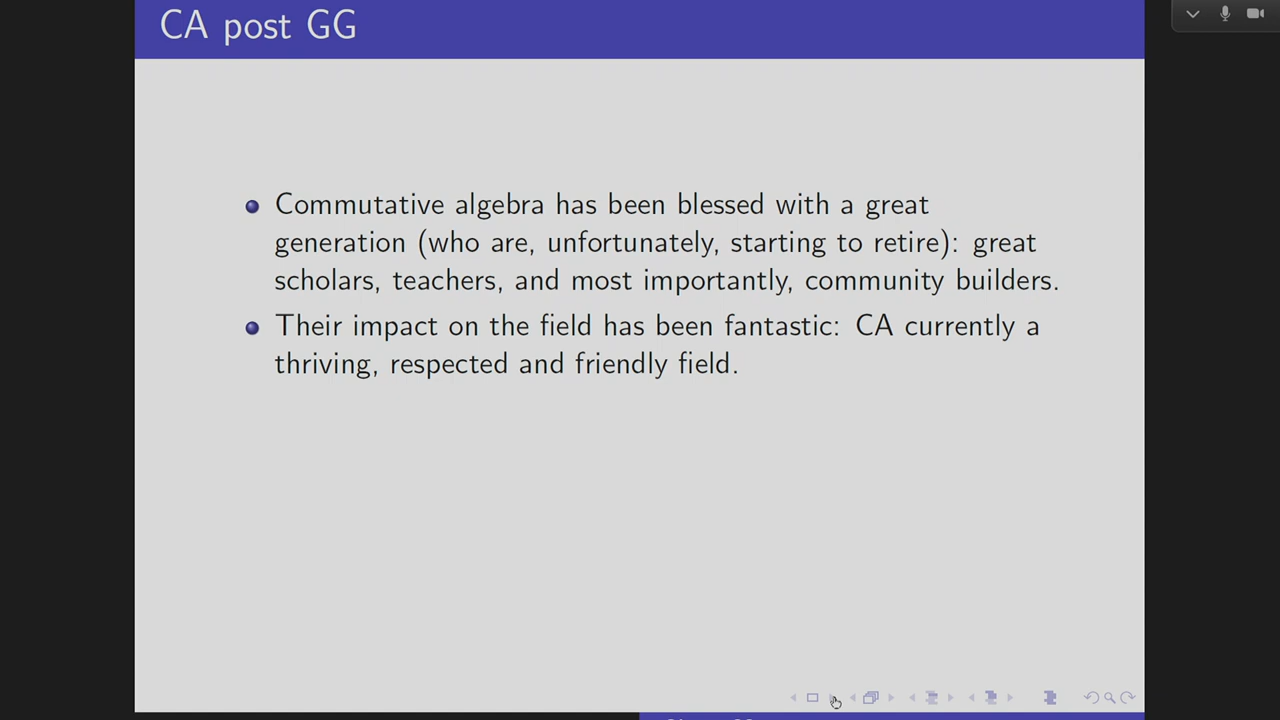 CA post GG
Commutative algebra has been blessed with a great
generation (who are, unfortunately, starting to retire): great
scholars, teachers, and most importantly, community builders.
Their impact on the field has been fantastic: CA currently a
thriving, respected and friendly field.